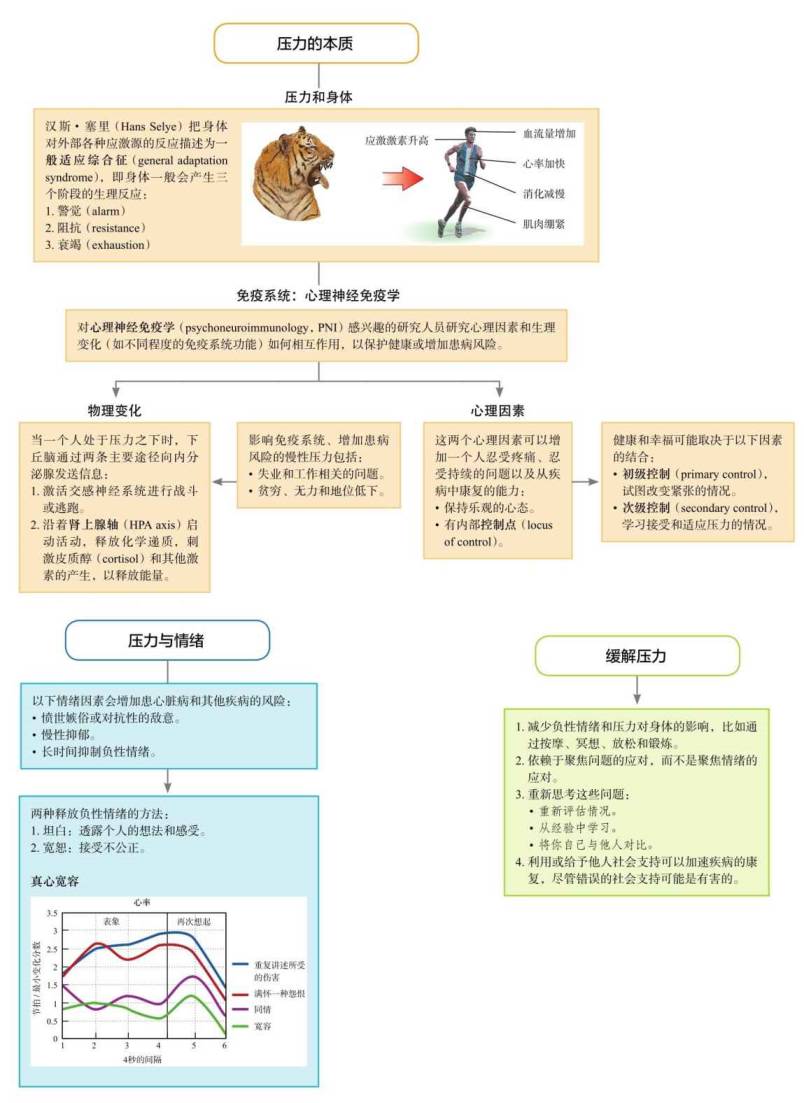 压力的本质
压力和身体
汉斯·塞里（Hans Selye）把身体
对外部各种应激源的反应描述为一
般适应综合征（general adaptation
syndrome），即身体一般会产生三
个阶段的生理反应：
1. 警觉（alarm）
2. 阻抗（resistance）
3. 衰竭（exhaustion）
应激激素升高
血流量增加
心率加快
消化减慢
肌肉绷紧
免疫系统：心理神经免疫学
对心理神经免疫学（psychoneuroimmunology，PNI）感兴趣的研究人员研究心理因素和生理
变化（如不同程度的免疫系统功能）如何相互作用，以保护健康或增加患病风险。
物理变化
当一个人处于压力之下时，下
丘脑通过两条主要途径向内分
泌腺发送信息：
1. 激活交感神经系统进行战斗
或逃跑。
2. 沿着肾上腺轴（HPA axis）启
动活动，释放化学递质，刺
激皮质醇（cortisol）和其他激
素的产生，以释放能量。
影响免疫系统、增加患病
风险的慢性压力包括：
• 失业和工作相关的问题。
• 贫穷、无力和地位低下。
心理因素
这两个心理因素可以增
加一个人忍受疼痛、忍
受持续的问题以及从疾
病中康复的能力：
• 保持乐观的心态。
• 有内部控制点（locus
of control）。
健康和幸福可能取决于以下因素
的结合：
• 初级控制（primary control），
试图改变紧张的情况。
• 次级控制（secondary control），
学习接受和适应压力的情况。
压力与情绪
以下情绪因素会增加患心脏病和其他疾病的风险：
• 愤世嫉俗或对抗性的敌意。
• 慢性抑郁。
• 长时间抑制负性情绪。
两种释放负性情绪的方法：
1. 坦白：透露个人的想法和感受。
2. 宽恕：接受不公正。
真心宽容
心率
表象
再次想起
节拍/最小变化分数
3.5
3
2.5
2
1.5
1
0.5
0
1
2
3
4
5
6
4秒的间隔
重复讲述所受
的伤害
满怀一种怨恨
同情
宽容
缓解压力
1. 减少负性情绪和压力对身体的影响，比如通
过按摩、冥想、放松和锻炼。
2. 依赖于聚焦问题的应对，而不是聚焦情绪的
应对。
3. 重新思考这些问题：
• 重新评估情况。
• 从经验中学习。
• 将你自己与他人对比。
4. 利用或给予他人社会支持可以加速疾病的康
复，尽管错误的社会支持可能是有害的。